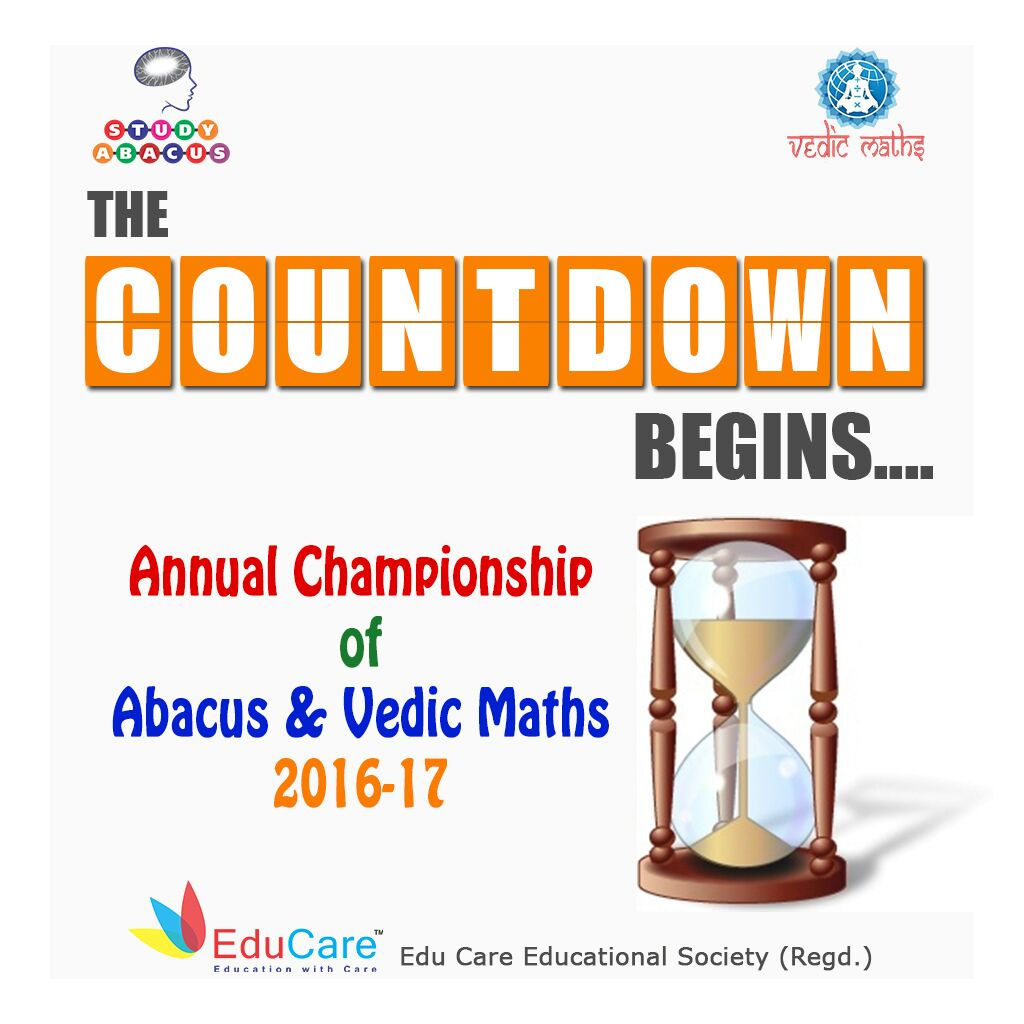 STUDY
ABACUS
VEDIC MATHS
THE
COUNTDOWN
BEGINS....
Annual Championship
of
Abacus & Vedic Maths
2016-17
EduCare™
Education with Care
Edu Care Educational Society (Regd.)